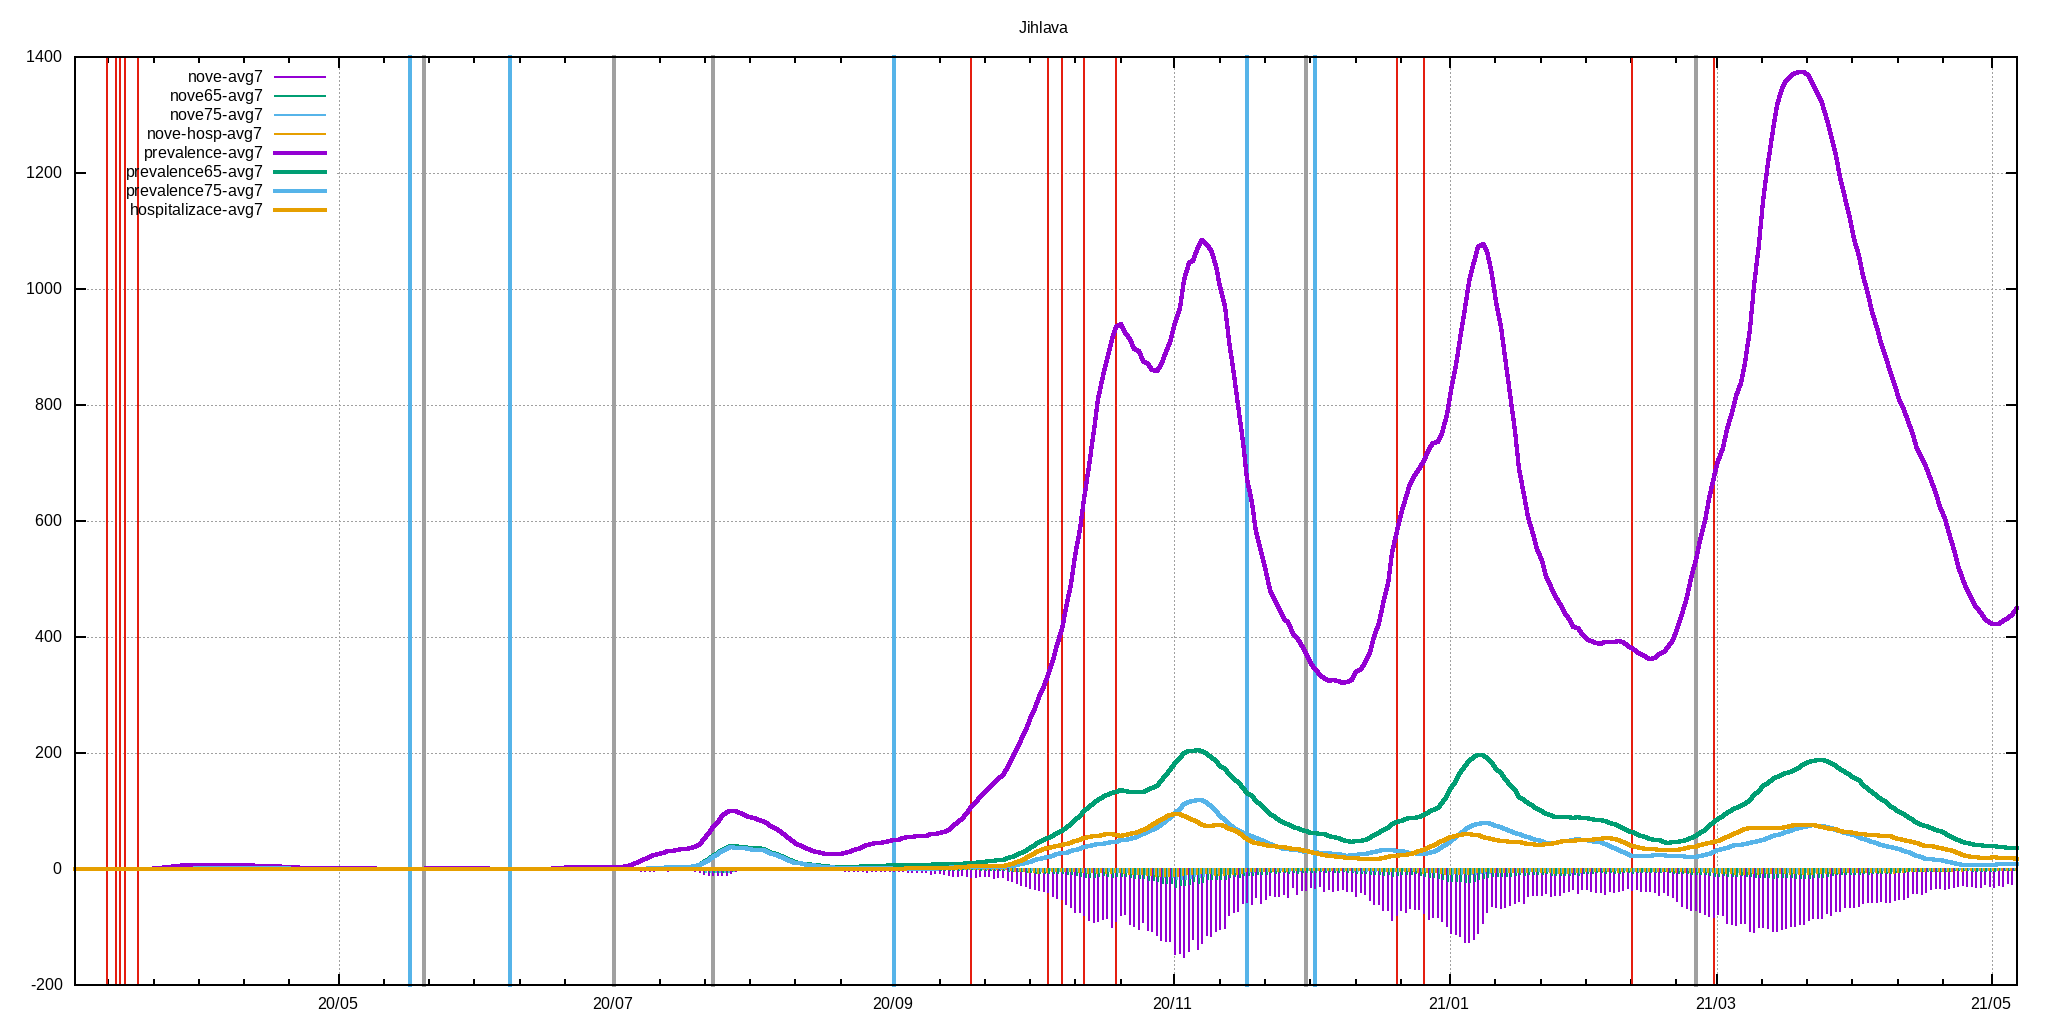 Jihlava
1400
1200
1000
800
600
400
200
0
-200
nove-avg7
nove65-avg7
nove75-avg7
nove-hosp-avg7
prevalence-avg7
prevalence65-avg7
prevalence75-avg7
hospitalizace-avg7
20/05 20/07 20/09 20/11 21/01 21/03 21/05